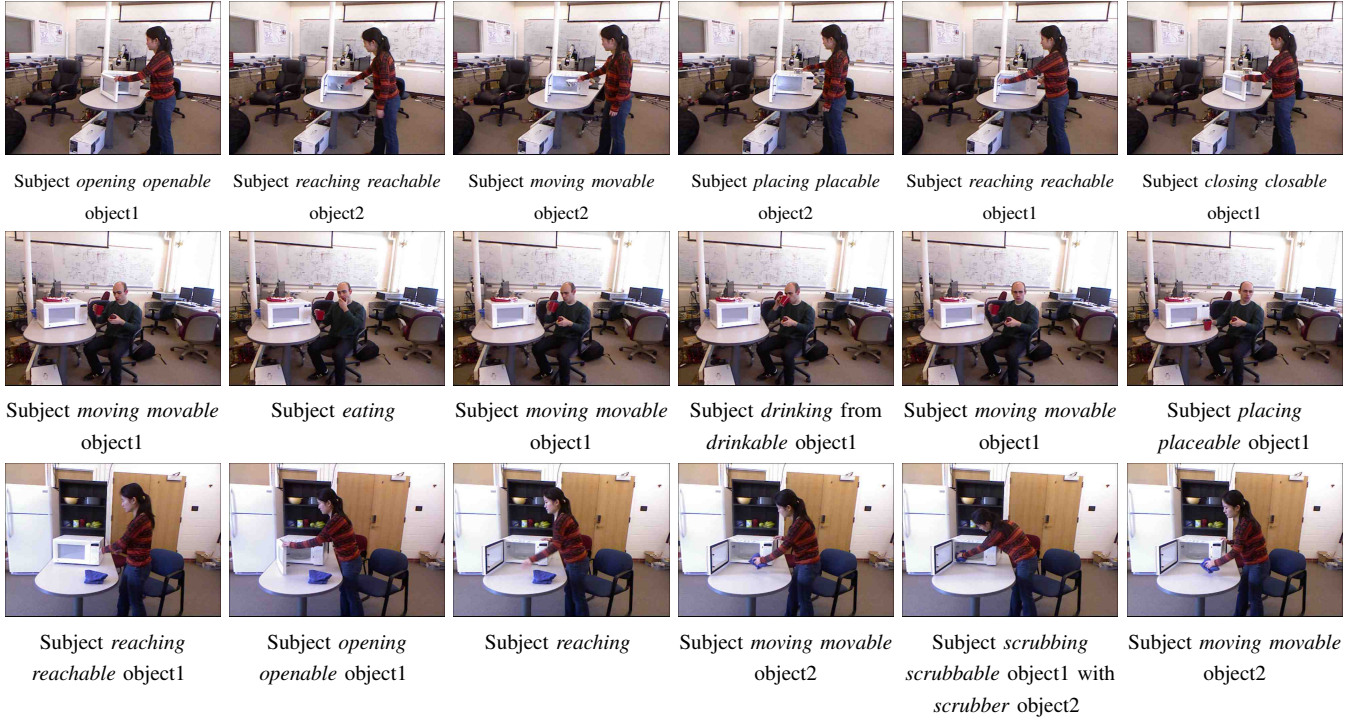 Subject opening openable
object1
Subject reaching reachable
object2
Subject moving movable
object2
Subject placing placable
object2
Subject reaching reachable
object1
Subject closing closable
object1
Subject moving movable
object1
Subject eating
Subject moving movable
object1
Subject drinking from
drinkable object1
Subject moving movable
object1
Subject placing
placeable object1
Subject reaching
reachable object1
Subject opening
openable object1
Subject reaching
Subject moving movable
object2
Subject scrubbing
scrubbable object1 with
scrubber object2
Subject moving movable
object2